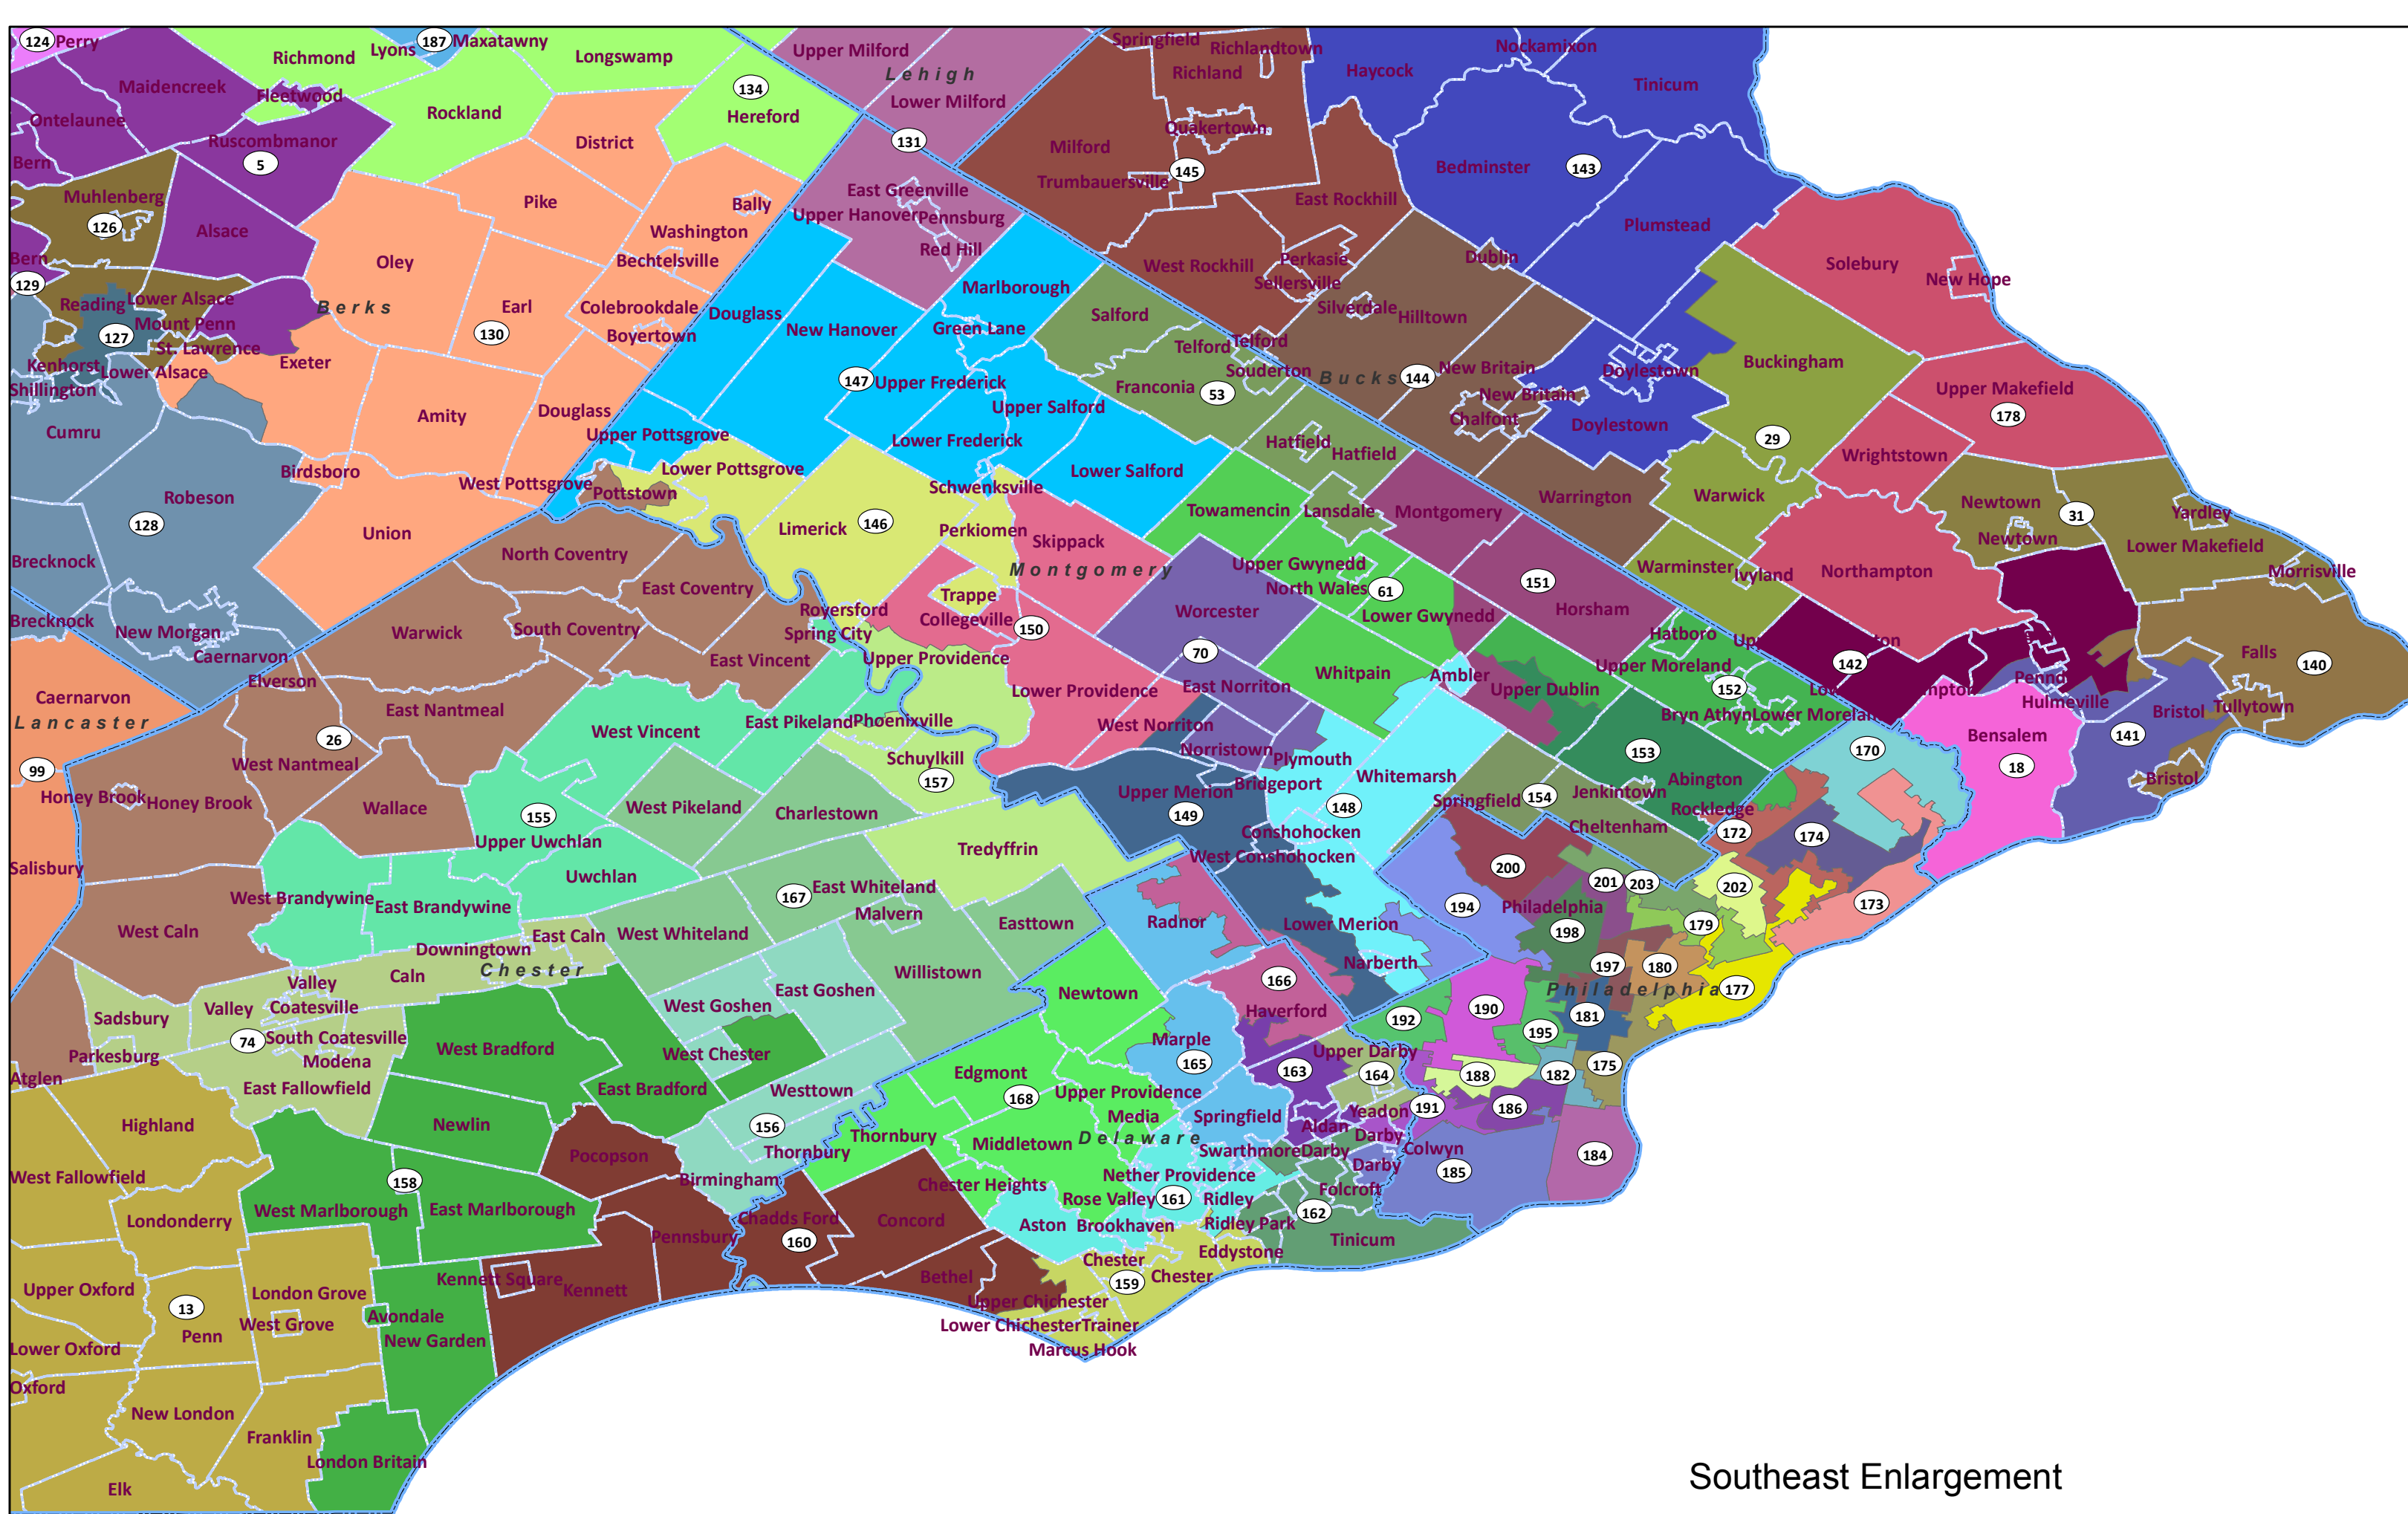 124
Perry
Richmond
Lyons
187
Maxatawny
Longswamp
Upper Milford
Lehigh
Lower Milford
Springfield
Richlandtown
Richland
Haycock
Nockamixon
Tinicum
Maidencreek
Fleetwood
Rockland
134
Hereford
Ontelaunee
Ruscombmanor
5
Bern
District
131
Milford
Quakertown
Trumbauersville
145
Bedminster
143
Muhlenberg
126
Alsace
Pike
Bally
East Greenville
Upper Hanover
Pennsburg
East Rockhill
Washington
Red Hill
Plumstead
Bern
129
Oley
Bechtelsville
West Rockhill
Perkasie
Sellersville
Dublin
Solebury
New Hope
Reading
Lower Alsace
Berks
Earl
Colebrookdale
Douglass
Marlborough
Salford
Silverdale
Hilltown
Mount Penn
127
130
Boyertown
New Hanover
Green Lane
Telford
Telford
St. Lawrence
Kenhorst
Lower Alsace
Exeter
Shillington
147
Upper Frederick
Franconia
53
Souderton
Bucks
144
New Britain
New Britain
Doylestown
Buckingham
Upper Makefield
178
Cumru
Amity
Douglass
Upper Salford
Chalfont
Doylestown
29
Upper Pottsgrove
Lower Frederick
Hatfield
Hatfield
Wrightstown
Birdsboro
Robeson
West Pottsgrove
Pottstown
Lower Pottsgrove
Schwenksville
Lower Salford
Warrington
Warwick
Newtown
31
Yardley
128
Union
Limerick
146
Perkiomen
Towamencin
Lansdale
Montgomery
Newtown
Lower Makefield
Brecknock
North Coventry
Skippack
Montgomery
Upper Gwynedd
North Wales
61
151
Warminster
Ivyland
Northampton
Morrisville
East Coventry
Trappe
Royersford
Collegeville
150
Worcester
Lower Gwynedd
Horsham
Brecknock
New Morgan
Caernarvon
Warwick
South Coventry
Spring City
East Vincent
Upper Providence
70
Whitpain
Hatboro
Upper Moreland
142
Falls
140
Elverson
Caernarvon
Lancaster
East Nantmeal
Lower Providence
East Norriton
Ambler
Upper Dublin
152
Hulmeville
Bristol
Tullytown
26
West Vincent
East Pikeland
Phoenixville
West Norriton
Norristown
Bryn Athyn
141
99
West Nantmeal
Schuylkill
157
Plymouth
Bridgeport
Whitemarsh
153
170
Bensalem
18
Honey Brook
Honey Brook
Wallace
155
West Pikeland
Charlestown
Upper Merion
149
148
Springfield
154
Jenkintown
Abington
Rockledge
Bristol
Upper Uwchlan
Tredyffrin
Conshohocken
West Conshohocken
Cheltenham
172
174
Salisbury
Uwchlan
West Brandywine
East Brandywine
167
East Whiteland
Malvern
200
201
203
202
West Caln
Downingtown
East Caln
West Whiteland
Easttown
Radnor
Lower Merion
194
Philadelphia
198
179
173
Caln
Chester
Valley
Willistown
Narberth
197
180
177
Philadelphia
Sadsbury
Valley
Coatesville
West Goshen
East Goshen
Newtown
166
Haverford
192
190
195
181
74
South Coatesville
Parkesburg
Modena
West Bradford
West Chester
Marple
165
Upper Darby
164
175
Atglen
East Fallowfield
East Bradford
Westtown
Edgmont
168
Upper Providence
163
188
182
Highland
Newlin
156
Media
Springfield
Yeadon
191
186
Pocopson
Thornbury
Thornbury
Middletown
Delaware
Aldan
Darby
Colwyn
Swarthmore
Darby
Darby
184
West Fallowfield
158
Birmingham
Chester Heights
Nether Providence
185
Rose Valley
161
Ridley
Folcroft
162
Londonderry
West Marlborough
East Marlborough
Chadds Ford
160
Concord
Aston
Brookhaven
Ridley Park
Pennsbury
Tinicum
Eddystone
Chester
Chester
159
Upper Oxford
London Grove
Kennett Square
Kennett
Bethel
13
Upper Chichester
Penn
West Grove
Avondale
New Garden
Lower Chichester
Trainer
Lower Oxford
Marcus Hook
Oxford
New London
Franklin
London Britain
Elk
Southeast Enlargement